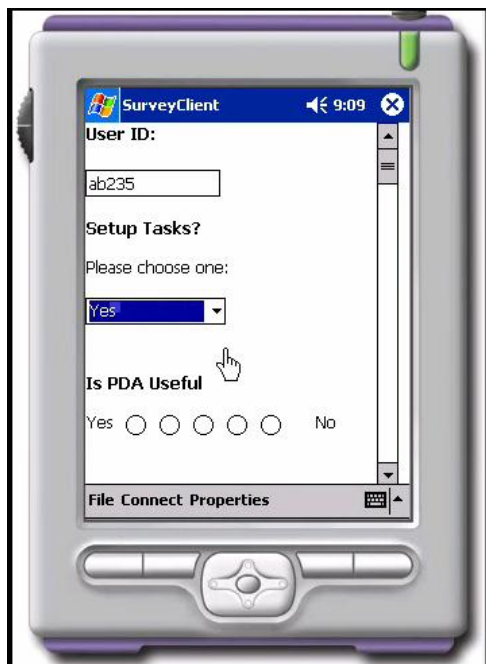 SurveyClient 9:09
User ID:
ab235
Setup Tasks?
Please choose one:
Yes
Is PDA Useful
Yes No
File Connect Properties